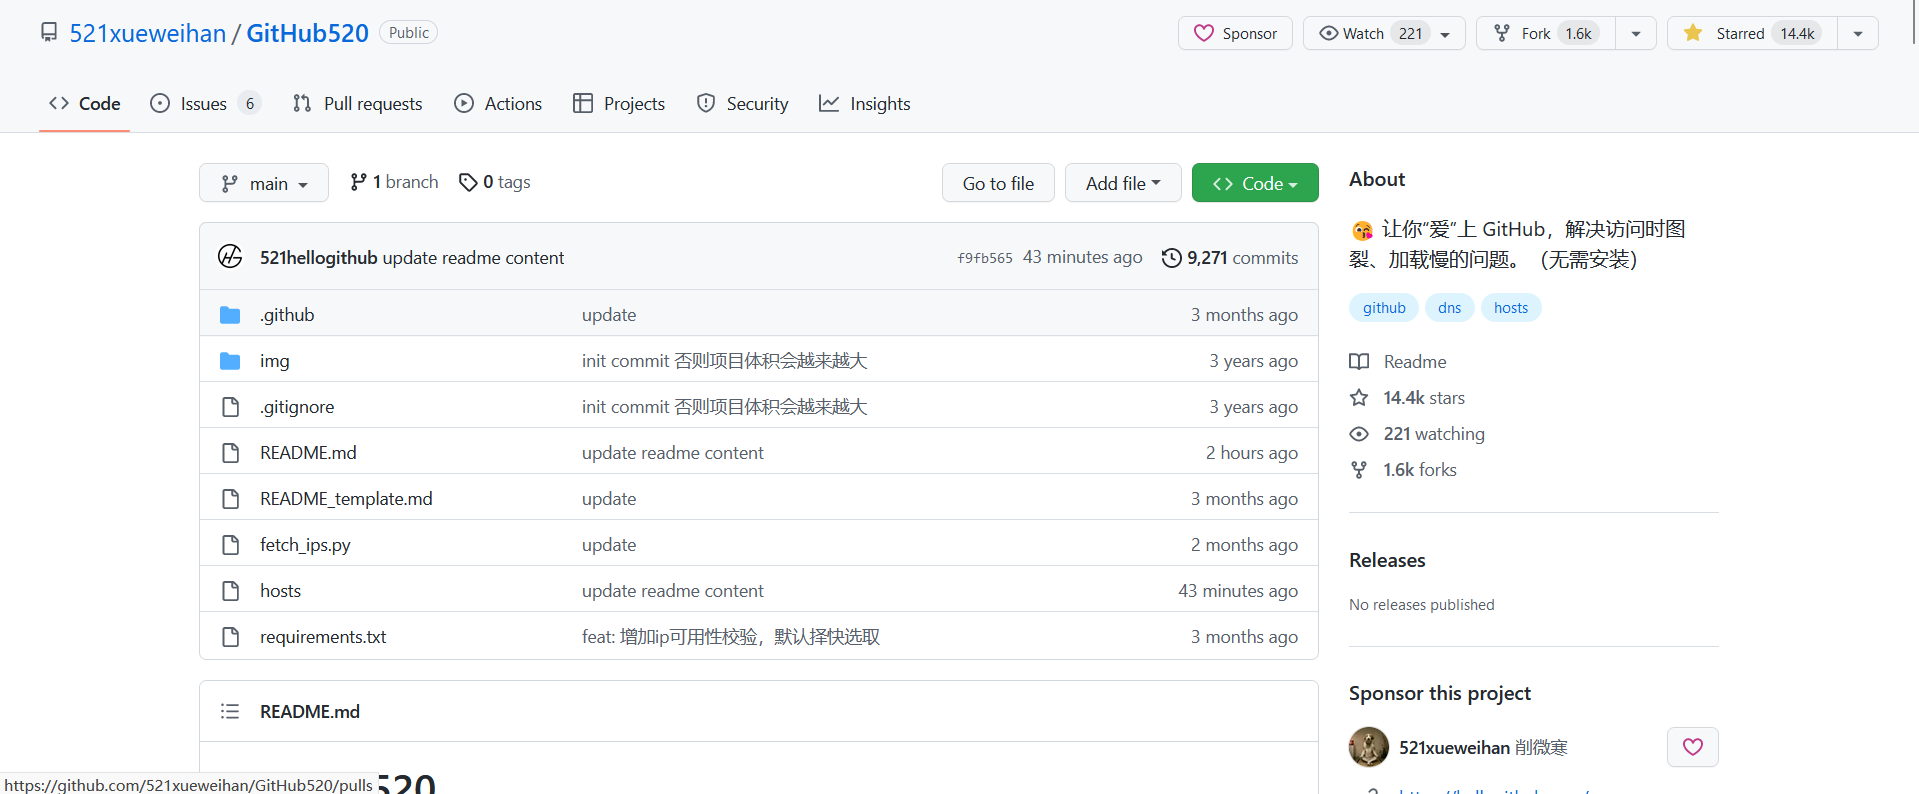 521xueweihan / GitHub520 Public
Sponsor Watch 221 Fork 1.6k Starred 14.4k
Code Issues 6 Pull requests Actions Projects Security Insights
main 1 branch 0 tags Go to file Add file Code
521hellogithub update readme content f9fb565 43 minutes ago 9,271 commits
.github update 3 months ago
img init commit 否则项目体积会越来越大 3 years ago
.gitignore init commit 否则项目体积会越来越大 3 years ago
README.md update readme content 2 hours ago
README_template.md update 3 months ago
fetch_ips.py update 2 months ago
hosts update readme content 43 minutes ago
requirements.txt feat: 增加ip可用性校验，默认择快选取 3 months ago
README.md
520
https://github.com/521xueweihan/GitHub520/pulls
About
😘 让你“爱”上 GitHub，解决访问时图
裂、加载慢的问题。（无需安装）
github dns hosts
Readme
14.4k stars
221 watching
1.6k forks
Releases
No releases published
Sponsor this project
521xueweihan 削微寒